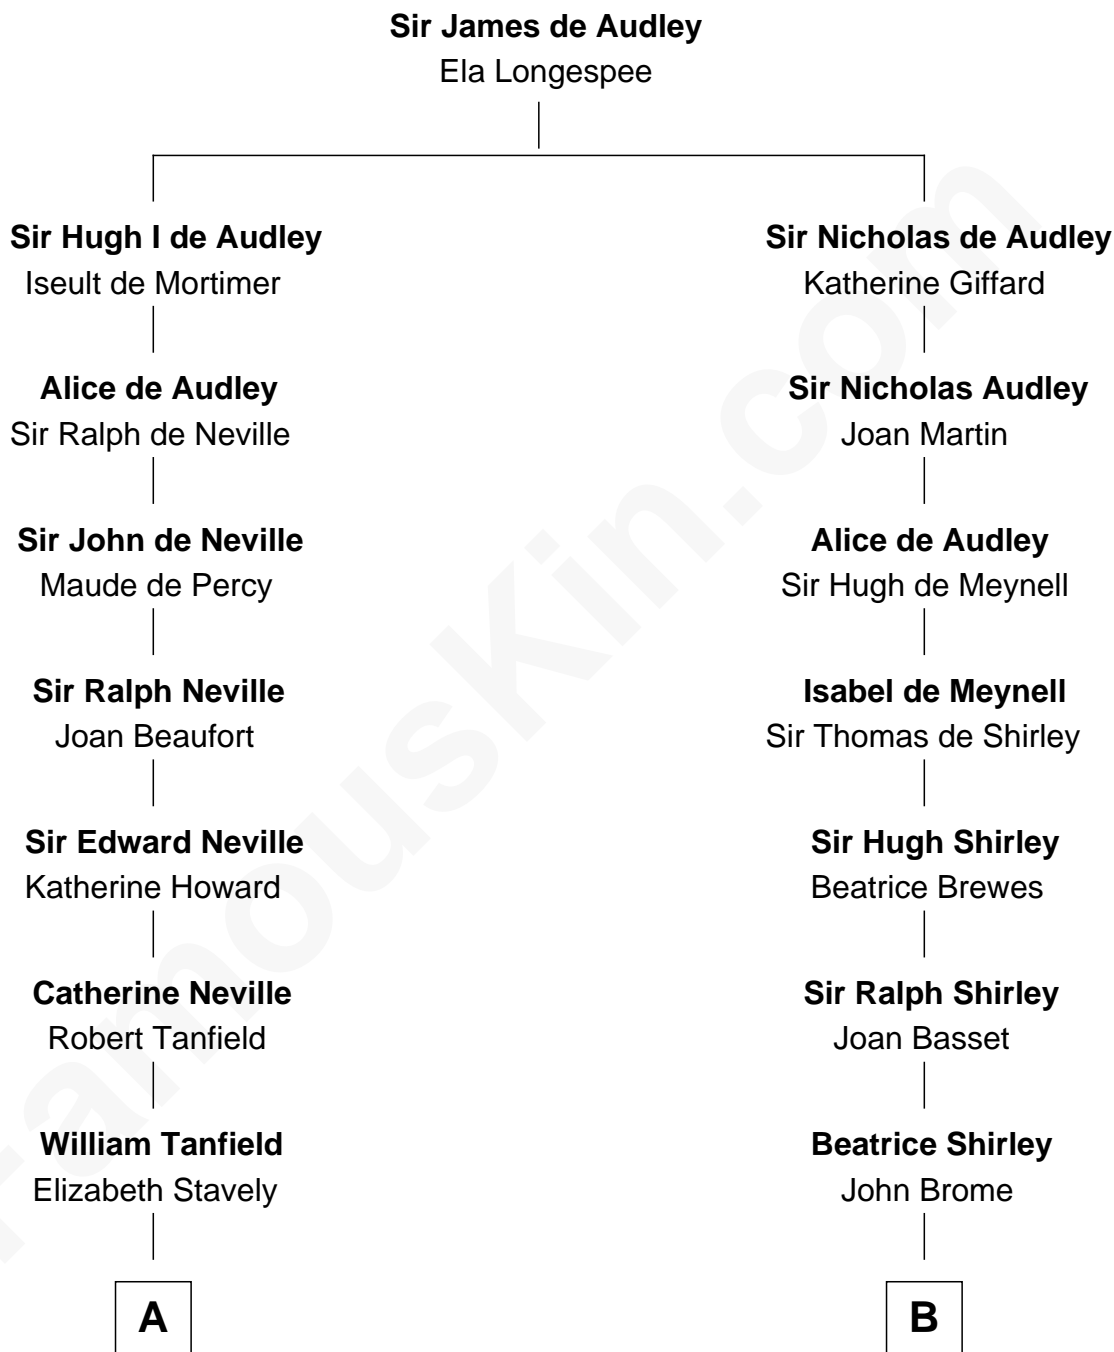 Sir James de Audley
Ela Longespee
Sir Hugh I de Audley
Iseult de Mortimer
Sir Nicholas de Audley
Katherine Giffard
Alice de Audley
Sir Ralph de Neville
Sir Nicholas Audley
Joan Martin
Sir John de Neville
Maude de Percy
Alice de Audley
Sir Hugh de Meynell
Sir Ralph Neville
Joan Beaufort
Isabel de Meynell
Sir Thomas de Shirley
Sir Edward Neville
Katherine Howard
Sir Hugh Shirley
Beatrice Brewes
Catherine Neville
Robert Tanfield
Sir Ralph Shirley
Joan Basset
William Tanfield
Elizabeth Stavely
Beatrice Shirley
John Brome
A
B
FamousKin.com